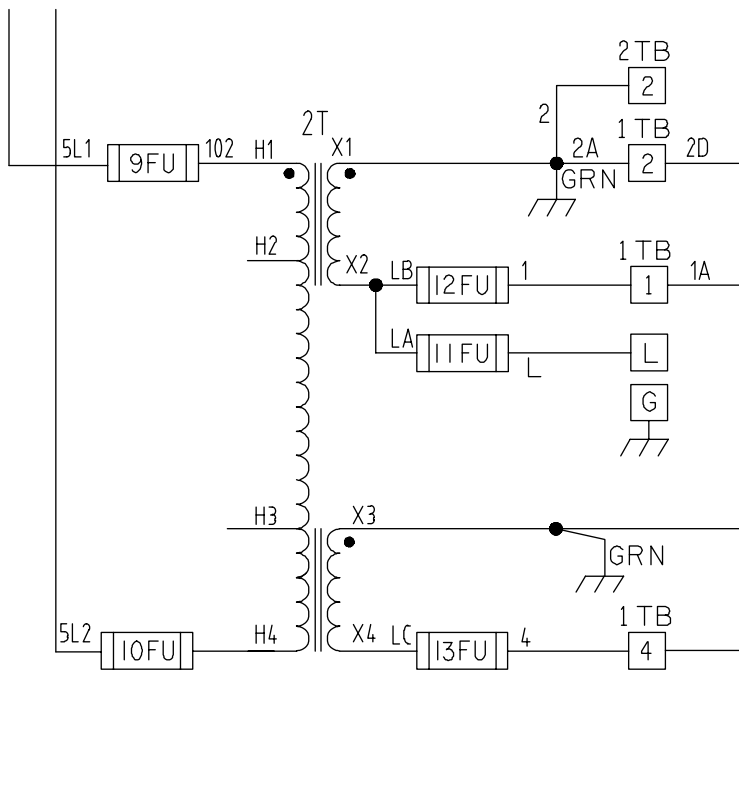 2TB
2
2
2T
1TB
5L1
9FU
102
H1
X1
2A
2
2D
GRN
H2
X2
LB
12FU
1
1TB
1
1A
LA
11FU
L
L
G
H3
X3
GRN
5L2
10FU
H4
X4
LC
13FU
4
1TB
4